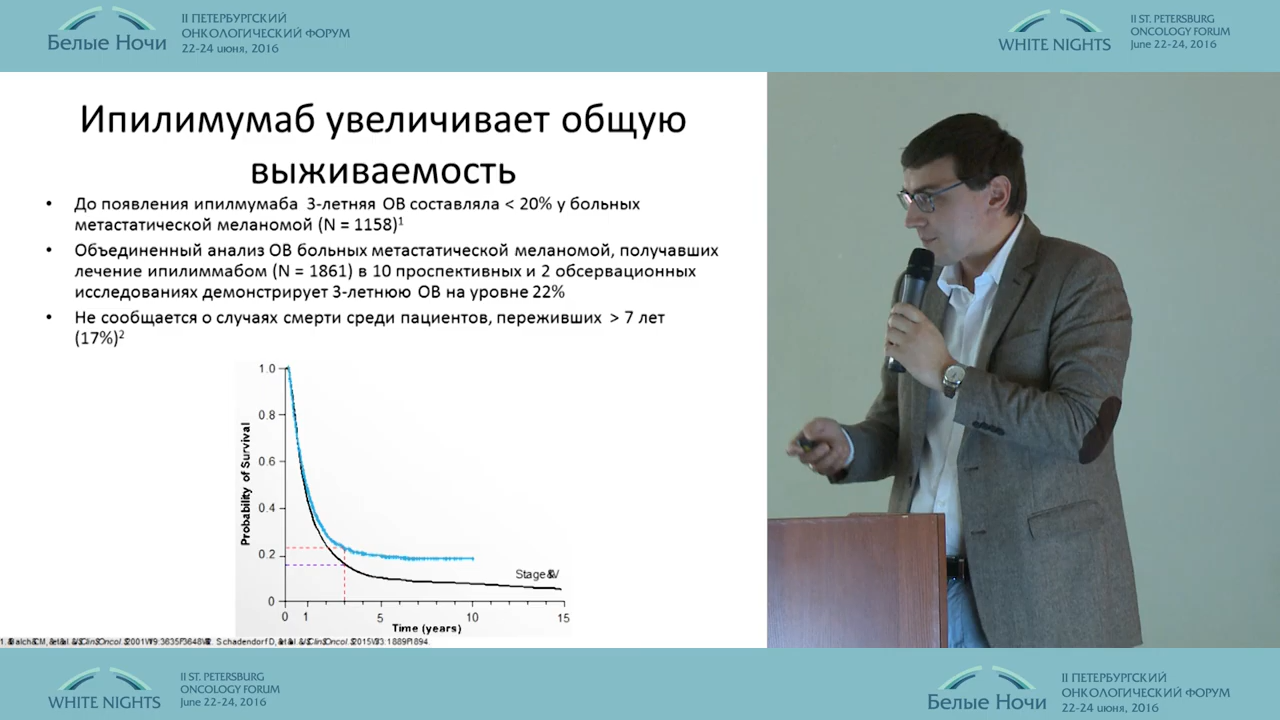 Белые Ночи
II ПЕТЕРБУРГСКИЙ
ОНКОЛОГИЧЕСКИЙ ФОРУМ
22-24 июня, 2016
WHITE NIGHTS
II ST. PETERSBURG
ONCOLOGY FORUM
June 22-24, 2016
Ипилимумаб увеличивает общую
выживаемость
• До появления ипилмумаба 3-летняя ОВ составляла < 20% у больных
метастатической меланомой (N = 1158)1
• Объединенный анализ ОВ больных метастатической меланомой, получавших
лечение ипилиммабом (N = 1861) в 10 проспективных и 2 обсервационных
исследованиях демонстрирует 3-летнюю ОВ на уровне 22%
• Не сообщается о случаях смерти среди пациентов, переживших > 7 лет
(17%)2
Probability of Survival
1.0
0.8
0.6
0.4
0.2
0
Stage IV
0 1 5 10 15
Time (years)
Schadendorf D,
WHITE NIGHTS
II ST. PETERSBURG
ONCOLOGY FORUM
June 22-24, 2016
Белые Ночи
II ПЕТЕРБУРГСКИЙ
ОНКОЛОГИЧЕСКИЙ ФОРУМ
22-24 июня, 2016